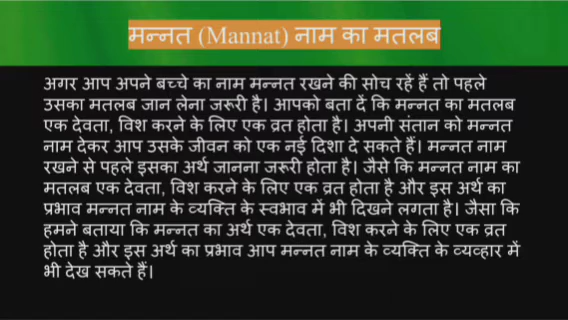 मन्नत (Mannat) नाम का मतलब
अगर आप अपने बच्चे का नाम मन्नत रखने की सोच रहें हैं तो पहले
उसका मतलब जान लेना जरूरी है। आपको बता दें कि मन्नत का मतलब
एक देवता, विश करने के लिए एक व्रत होता है। अपनी संतान को मन्नत
नाम देकर आप उसके जीवन को एक नई दिशा दे सकते हैं। मन्नत नाम
रखने से पहले इसका अर्थ जानना जरूरी होता है। जैसे कि मन्नत नाम का
मतलब एक देवता, विश करने के लिए एक व्रत होता है और इस अर्थ का
प्रभाव मन्नत नाम के व्यक्ति के स्वभाव में भी दिखने लगता है। जैसा कि
हमने बताया कि मन्नत का अर्थ एक देवता, विश करने के लिए एक व्रत
होता है और इस अर्थ का प्रभाव आप मन्नत नाम के व्यक्ति के व्यव्हार में
भी देख सकते हैं।